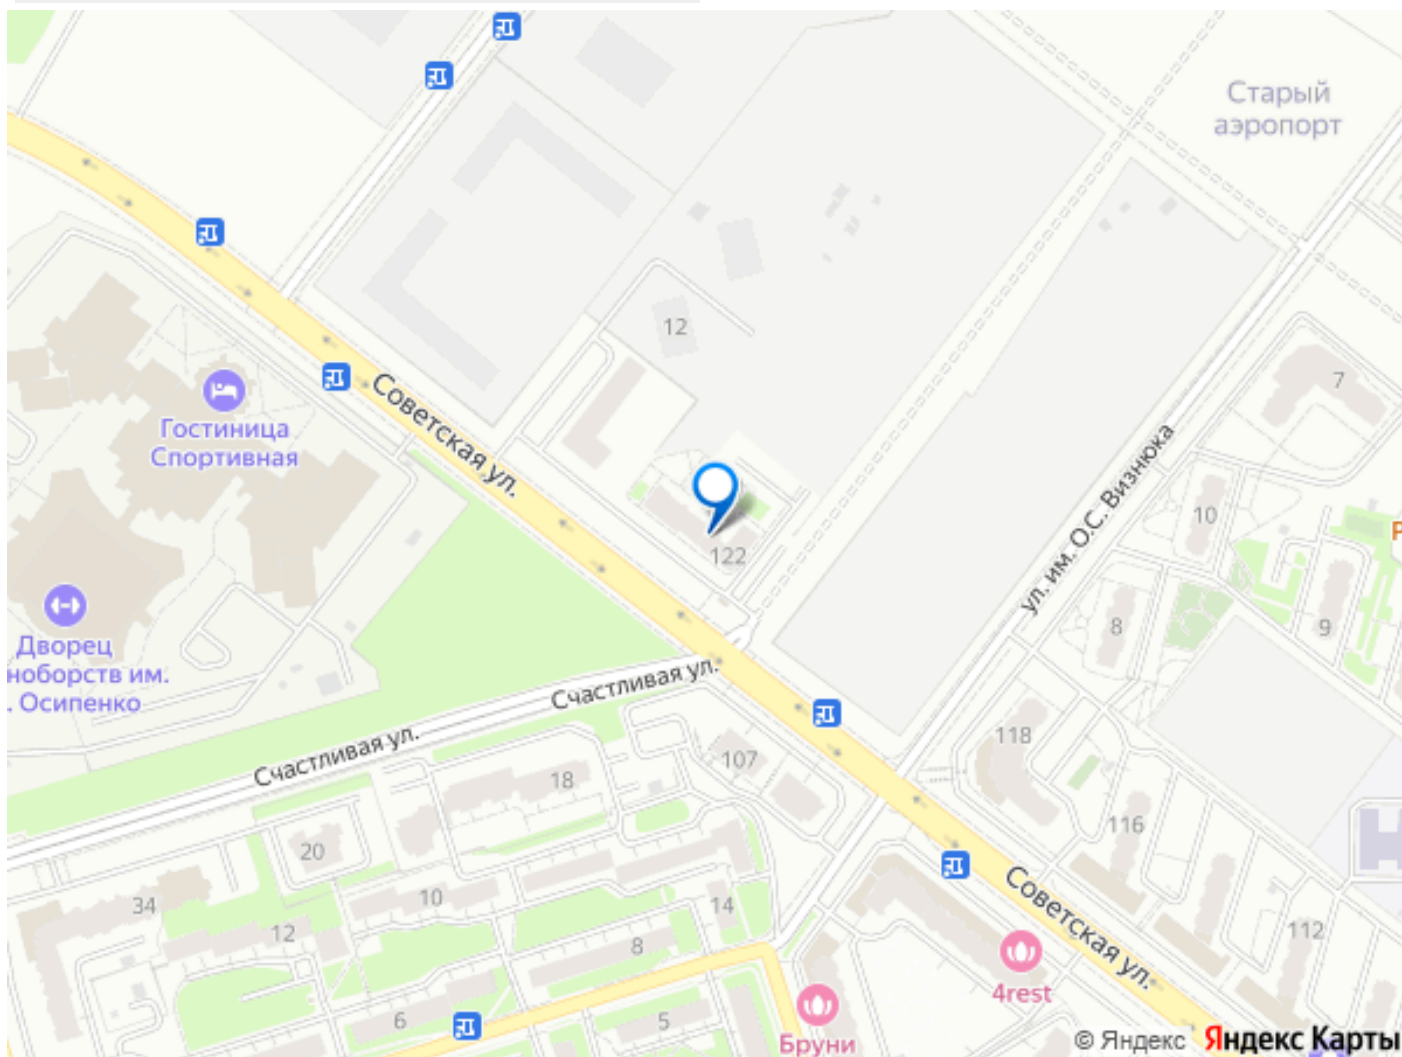 Старый
аэропорт
12
7
Советская ул.
Гостиница
Спортивная
ул. им. О.С. Визнюка
10
122
8
9
Дворец
ноборств им.
. Осипенко
Счастливая ул.
Счастливая ул.
107
118
18
116
20
10
Советская ул.
34
14
12
112
8
4rest
6
5
Бруни
© Яндекс Яндекс Карты